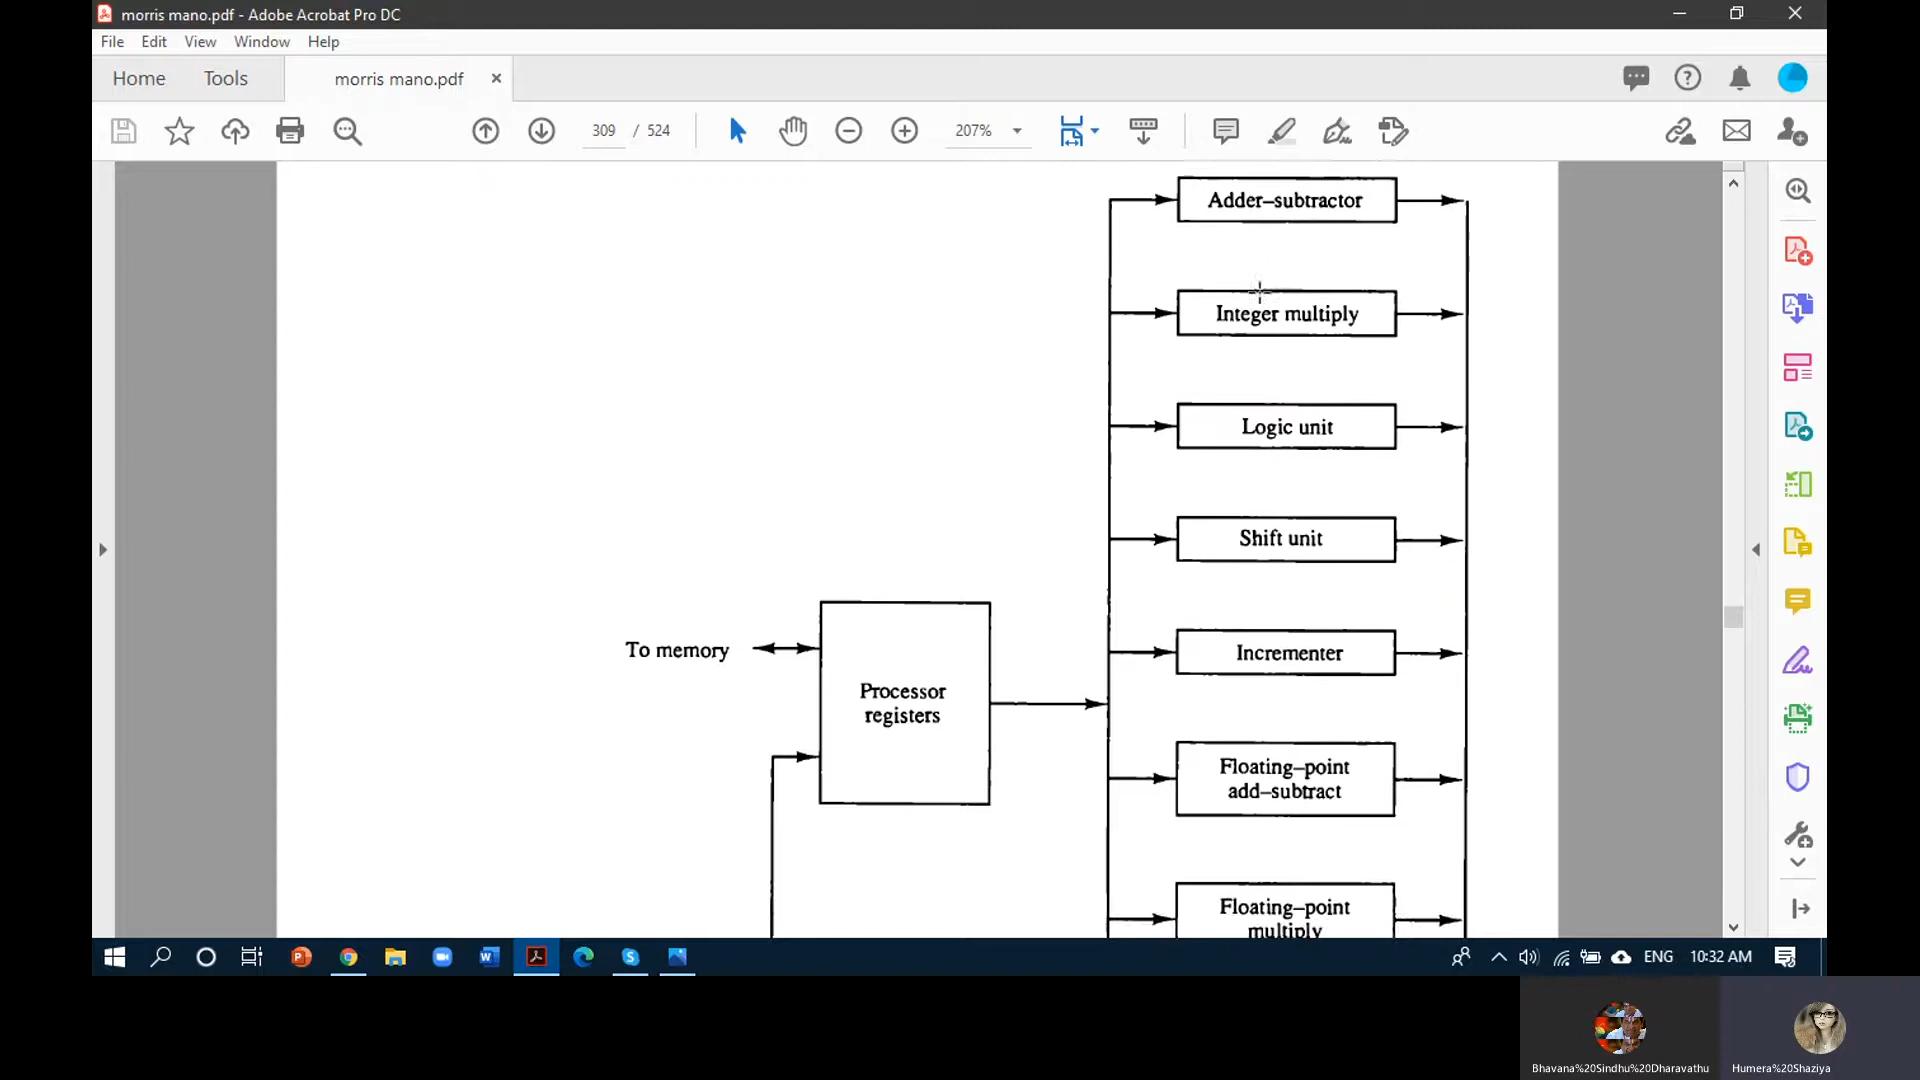 morris mano.pdf - Adobe Acrobat Pro DC
File Edit View Window Help
Home Tools morris mano.pdf
309 / 524 207%
Adder–subtractor
Integer multiply
Logic unit
Shift unit
Incrementer
To memory
Processor
registers
Floating–point
add–subtract
Floating–point
multiply
ENG 10:32 AM
Bhavana%20Sindhu%20Dharavathu Humera%20Shaziya